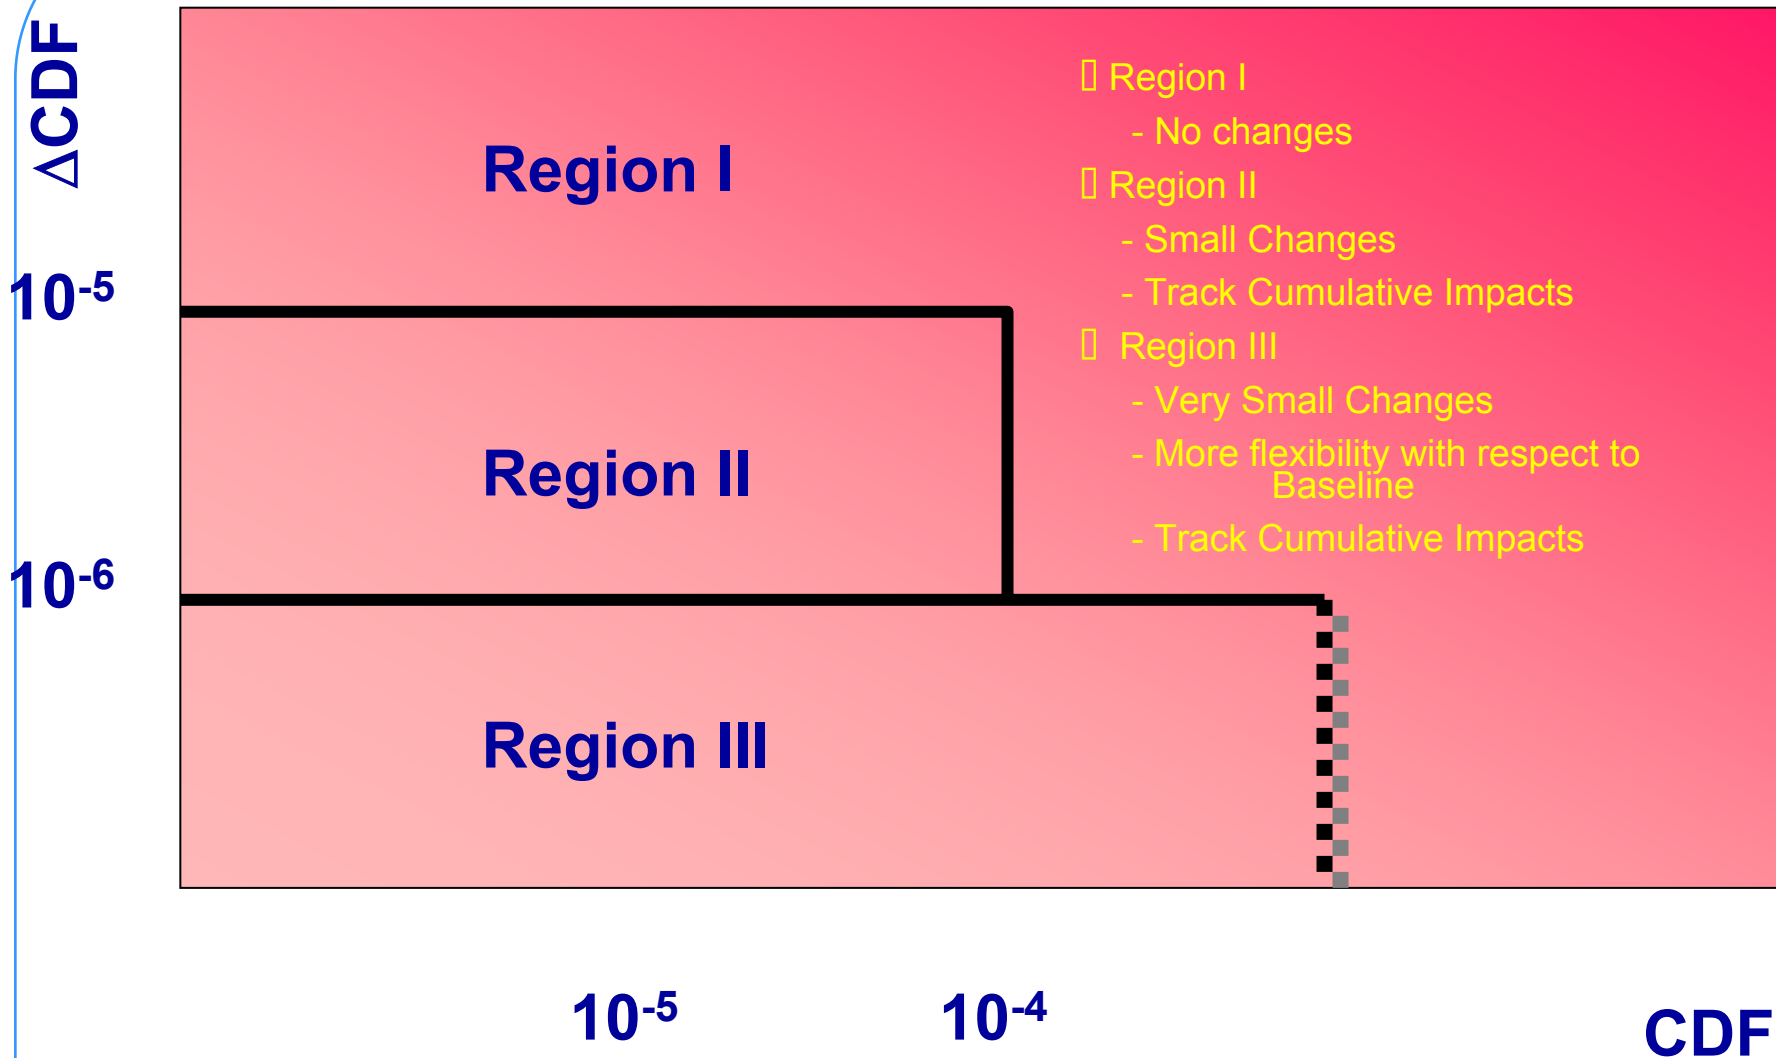 ΔCDF
Region I
- No changes
Region II
- Small Changes
- Track Cumulative Impacts
Region III
- Very Small Changes
- More flexibility with respect to
Baseline
- Track Cumulative Impacts
Region I
10-5
Region II
10-6
Region III
10-5
10-4
CDF